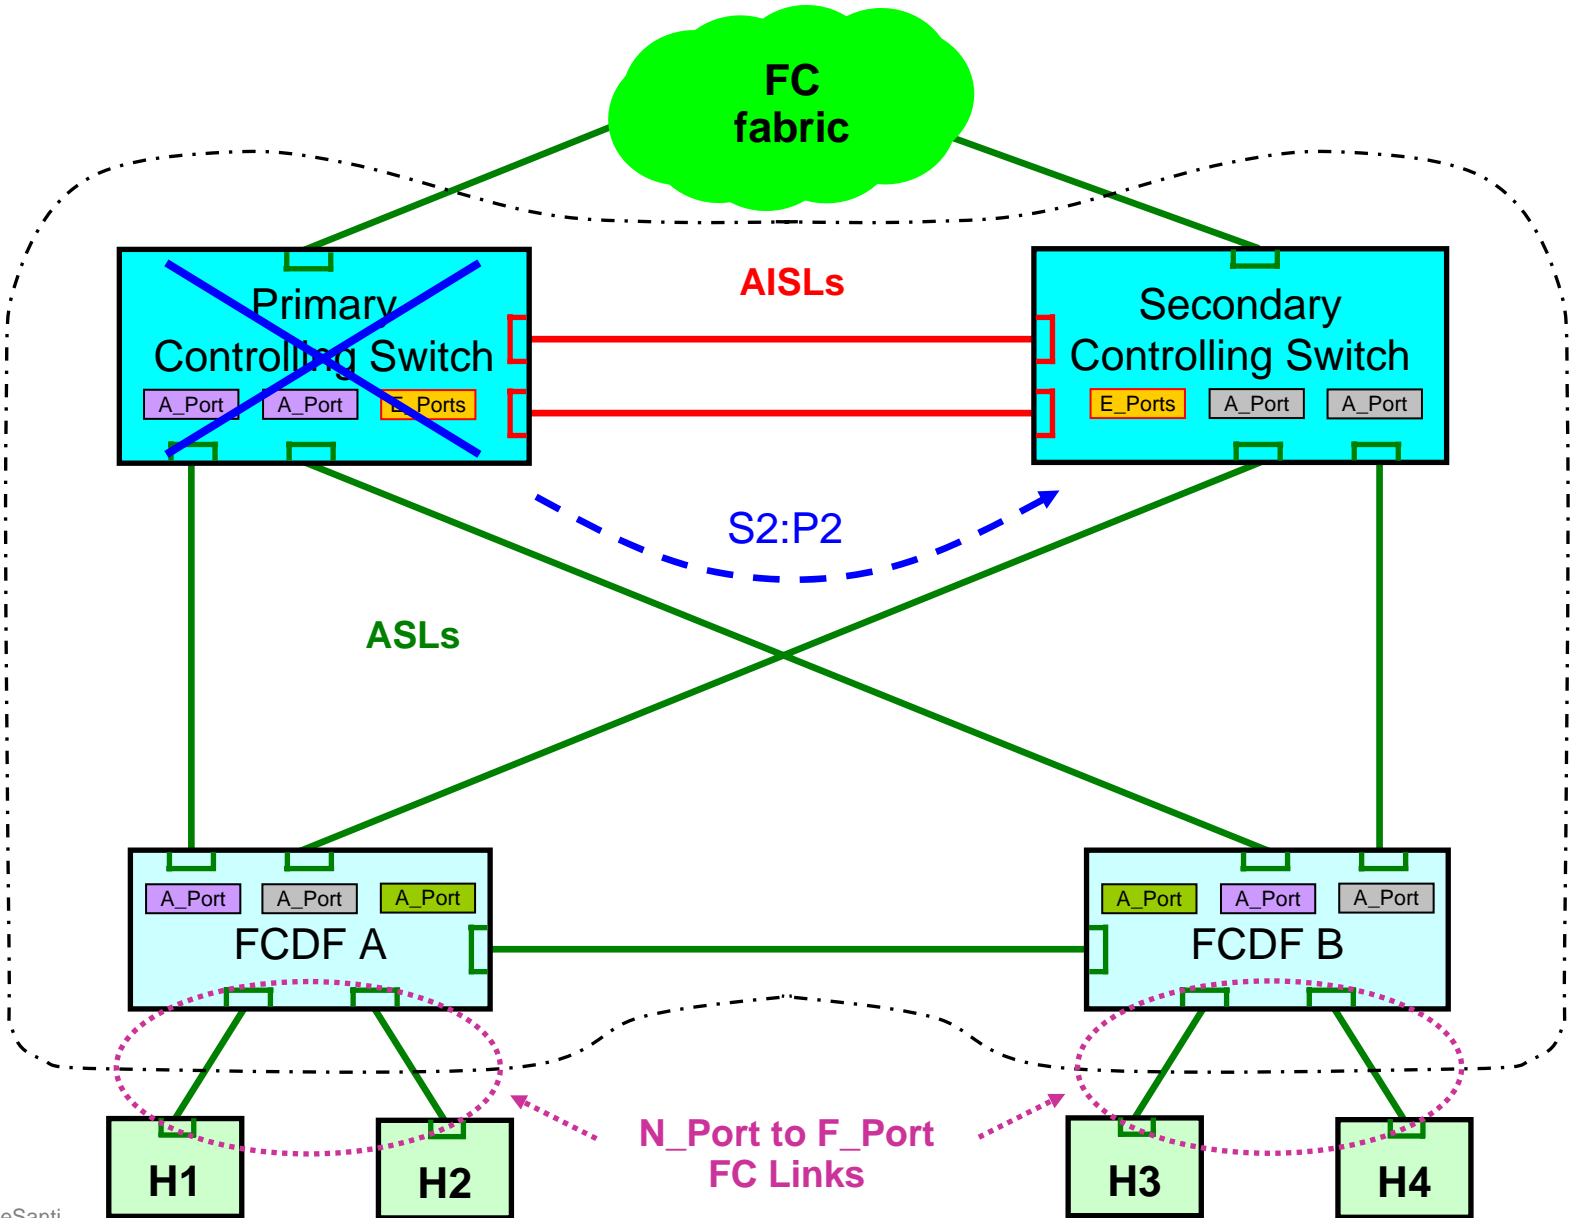 FC
fabric
AISLs
Primary
Controlling Switch
A_Port
A_Port
E_Ports
Secondary
Controlling Switch
E_Ports
A_Port
A_Port
S2:P2
ASLs
A_Port
A_Port
A_Port
FCDF A
A_Port
A_Port
A_Port
FCDF B
N_Port to F_Port
FC Links
H1
H2
H3
H4